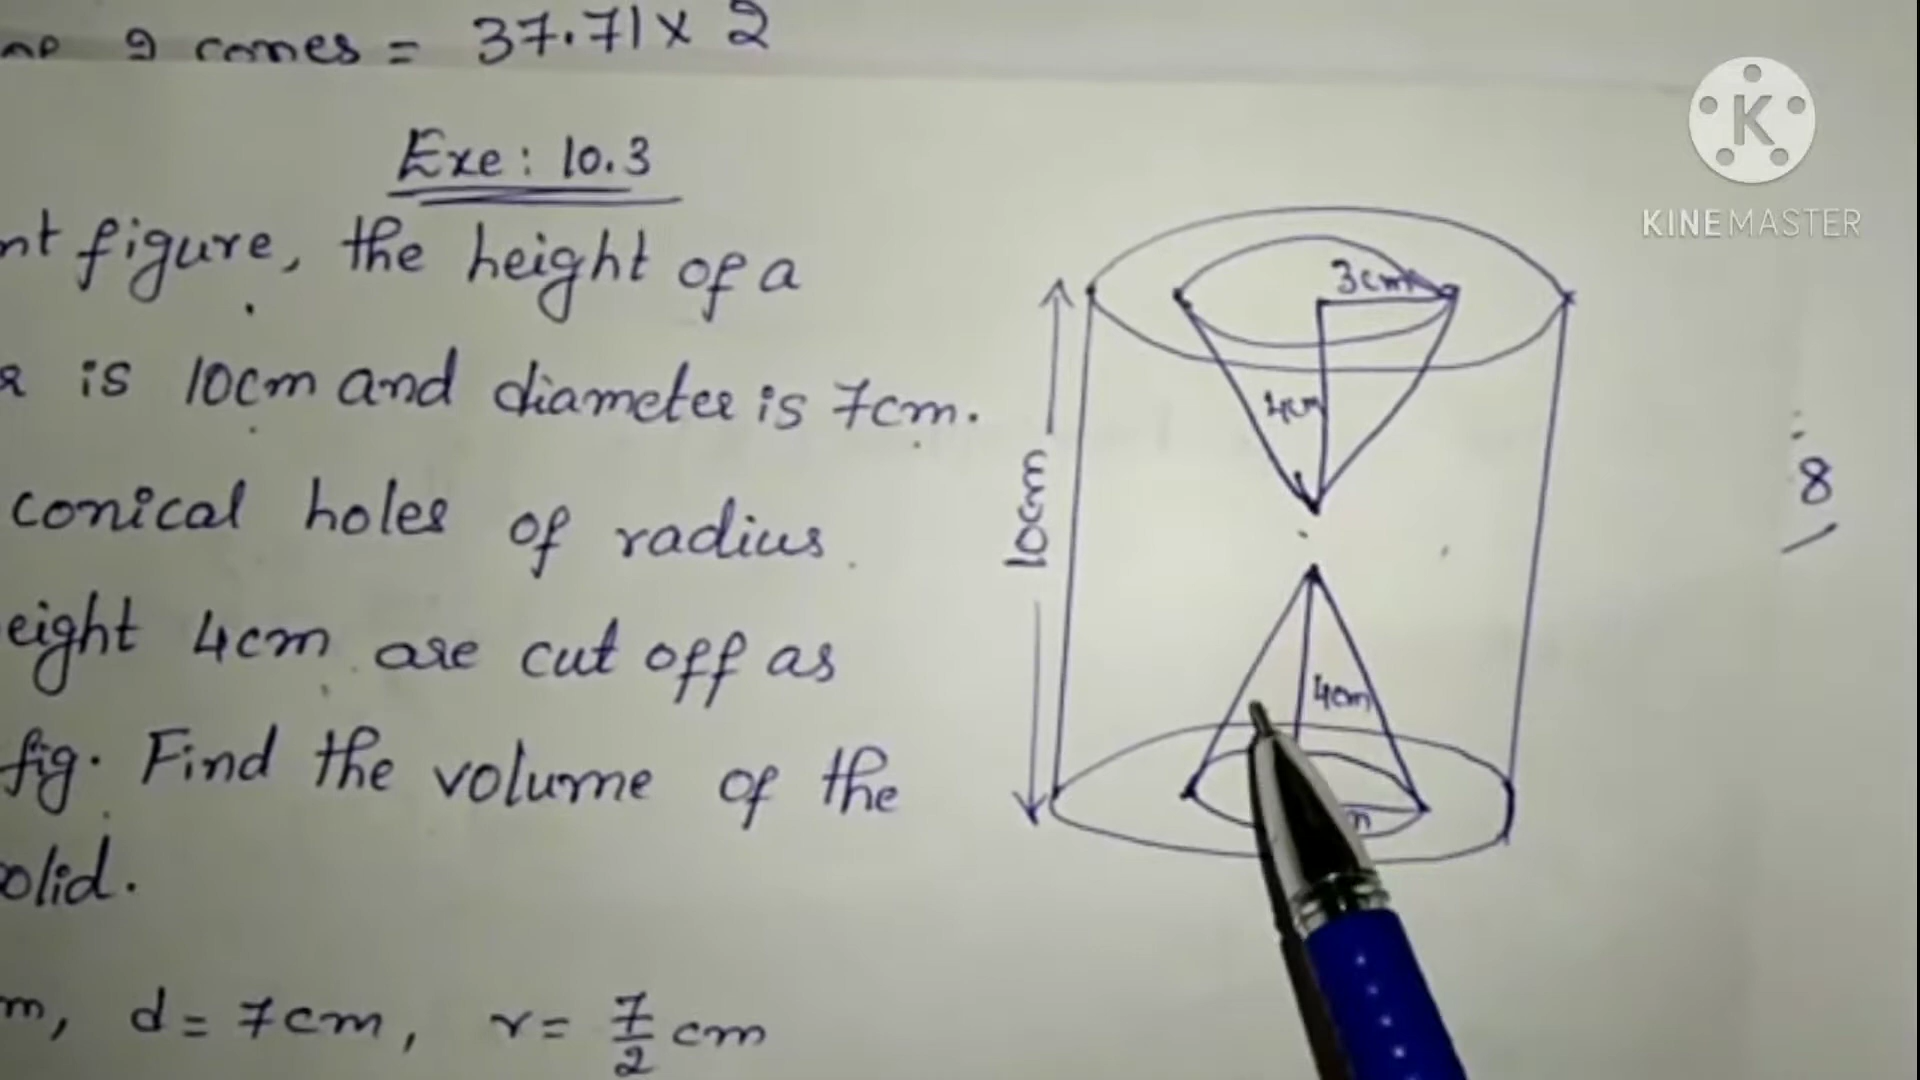 9 cones = 37.71 x 2
Exe: 10.3
nt figure, the height of a
r is 10cm and diameter is 7cm.
conical holes of radius
eight 4cm are cut off as
fig. Find the volume of the
olid.
m, d = 7cm, r = 7/2 cm
3cm
4cm
10cm
4cm
8
K
KINEMASTER